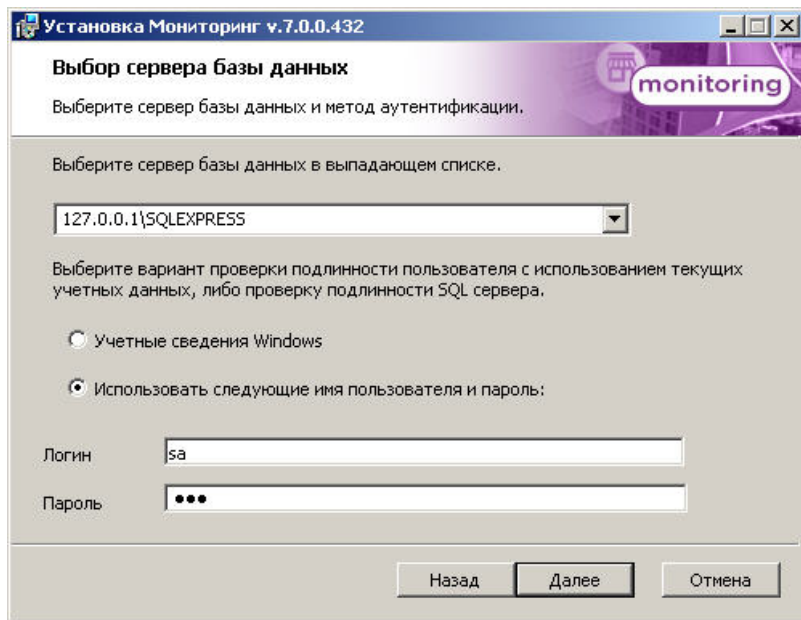 Установка Мониторинг v.7.0.0.432
Выбор сервера базы данных
Выберите сервер базы данных и метод аутентификации.
monitoring
Выберите сервер базы данных в выпадающем списке.
127.0.0.1\SQLEXPRESS
Выберите вариант проверки подлинности пользователя с использованием текущих
учетных данных, либо проверку подлинности SQL сервера.
Учетные сведения Windows
Использовать следующие имя пользователя и пароль:
Логин
sa
Пароль
●●●
Назад
Далее
Отмена